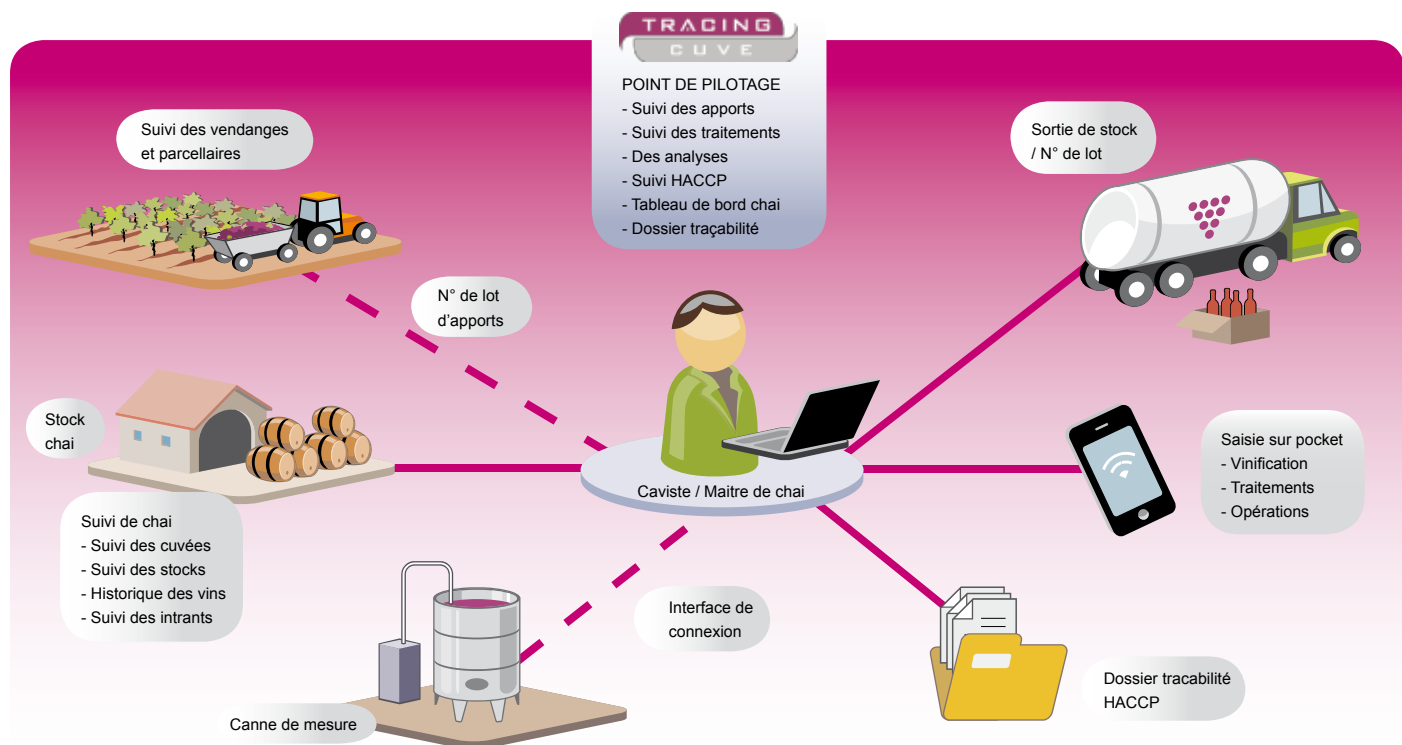 TRACING
CUVE
POINT DE PILOTAGE
- Suivi des apports
- Suivi des traitements
- Des analyses
- Suivi HACCP
- Tableau de bord chai
- Dossier traçabilité
Suivi des vendanges
et parcellaires
Sortie de stock
/ N° de lot
N° de lot
d’apports
Stock
chai
Caviste / Maitre de chai
Saisie sur pocket
- Vinification
- Traitements
- Opérations
Suivi de chai
- Suivi des cuvées
- Suivi des stocks
- Historique des vins
- Suivi des intrants
Interface de
connexion
Dossier tracabilité
HACCP
Canne de mesure